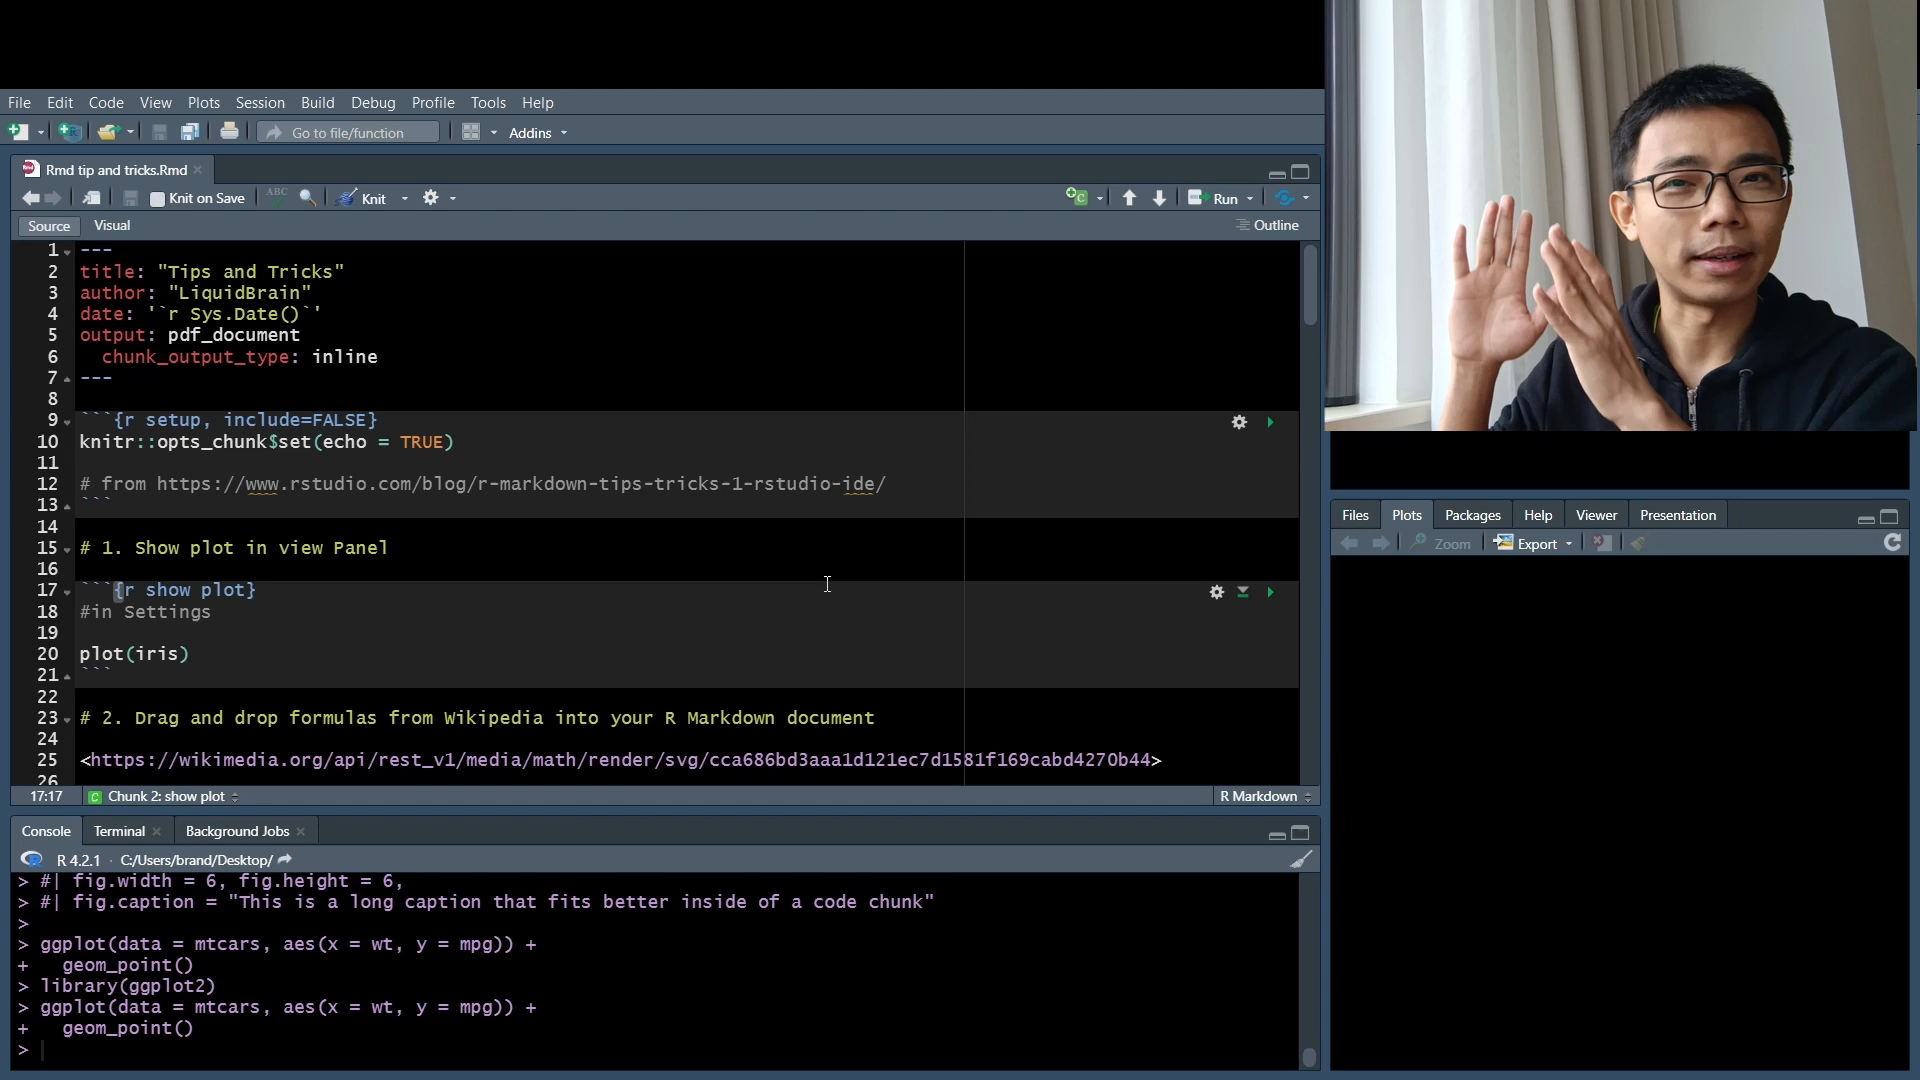 File Edit Code View Plots Session Build Debug Profile Tools Help
Go to file/function Addins
Rmd tip and tricks.Rmd
Knit on Save ABC Knit Run
Source Visual Outline
1 ---
2 title: "Tips and Tricks"
3 author: "LiquidBrain"
4 date: '`r Sys.Date()`'
5 output: pdf_document
6 chunk_output_type: inline
7 ---
8
9 ```{r setup, include=FALSE}
10 knitr::opts_chunk$set(echo = TRUE)
11
12 # from https://www.rstudio.com/blog/r-markdown-tips-tricks-1-rstudio-ide/
13 ```
14
15 # 1. Show plot in view Panel
16
17 ```{r show plot}
18 #in Settings
19
20 plot(iris)
21 ```
22
23 # 2. Drag and drop formulas from Wikipedia into your R Markdown document
24
25 <https://wikimedia.org/api/rest_v1/media/math/render/svg/cca686bd3aaa1d121ec7d1581f169cabd4270b44>
26
17:17 C Chunk 2: show plot R Markdown
Console Terminal Background Jobs
R R 4.2.1 · C:/Users/brand/Desktop/
> #| fig.width = 6, fig.height = 6,
> #| fig.caption = "This is a long caption that fits better inside of a code chunk"
>
> ggplot(data = mtcars, aes(x = wt, y = mpg)) +
+ geom_point()
> library(ggplot2)
> ggplot(data = mtcars, aes(x = wt, y = mpg)) +
+ geom_point()
>
Files Plots Packages Help Viewer Presentation
Zoom Export